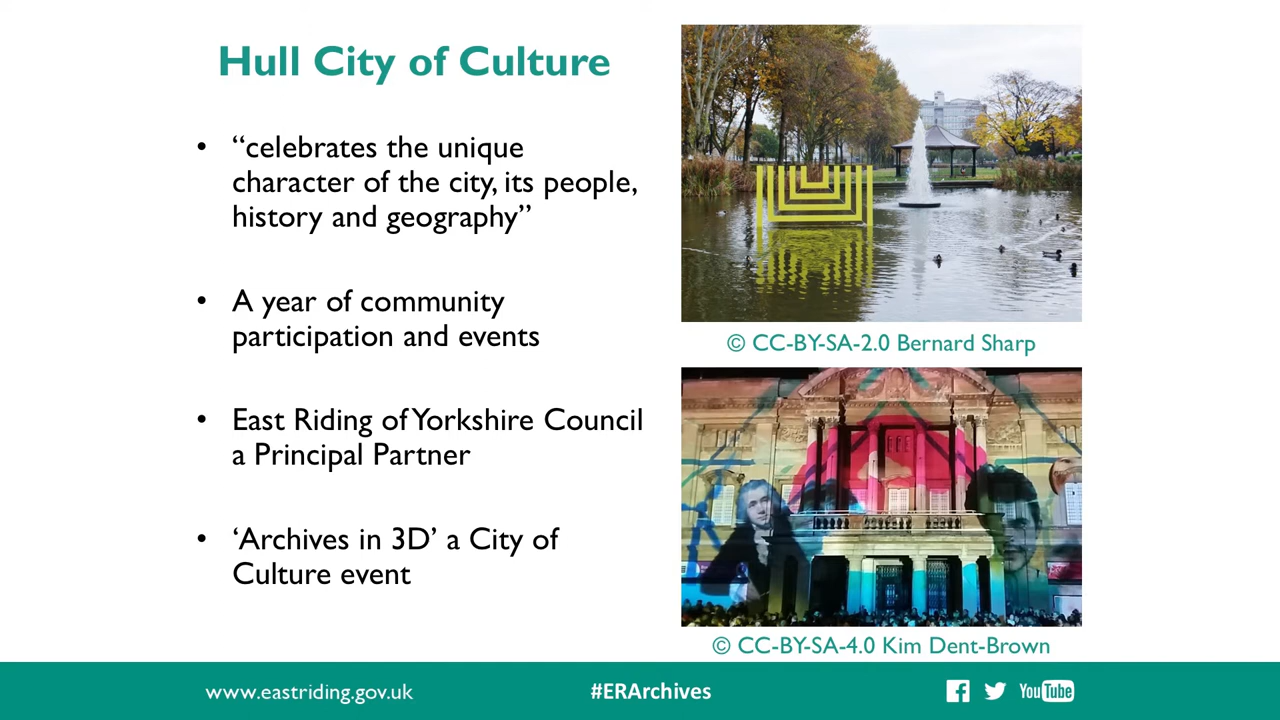 Hull City of Culture
• “celebrates the unique
character of the city, its people,
history and geography”
• A year of community
participation and events
• East Riding of Yorkshire Council
a Principal Partner
• ‘Archives in 3D’ a City of
Culture event
© CC-BY-SA-2.0 Bernard Sharp
© CC-BY-SA-4.0 Kim Dent-Brown
www.eastriding.gov.uk
#ERArchives
YouTube